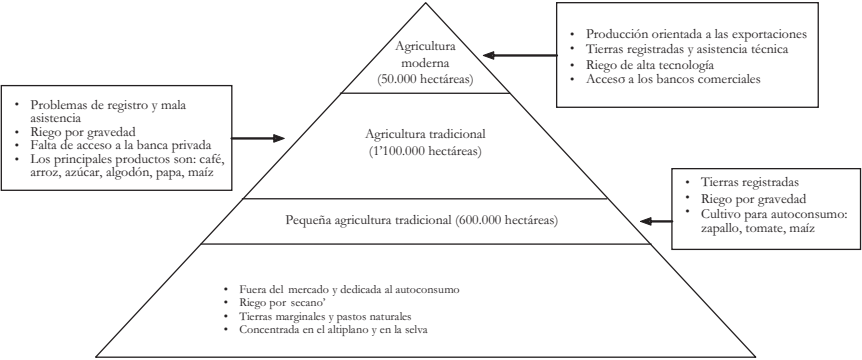 Agricultura
moderna
(50.000 hectáreas)
• Producción orientada a las exportaciones
• Tierras registradas y asistencia técnica
• Riego de alta tecnología
• Acceso a los bancos comerciales
• Problemas de registro y mala
asistencia
• Riego por gravedad
• Falta de acceso a la banca privada
• Los principales productos son: café,
arroz, azúcar, algodón, papa, maíz
Agricultura tradicional
(1'100.000 hectáreas)
• Tierras registradas
• Riego por gravedad
• Cultivo para autoconsumo:
zapallo, tomate, maíz
Pequeña agricultura tradicional (600.000 hectáreas)
• Fuera del mercado y dedicada al autoconsumo
• Riego por secano'
• Tierras marginales y pastos naturales
• Concentrada en el altiplano y en la selva